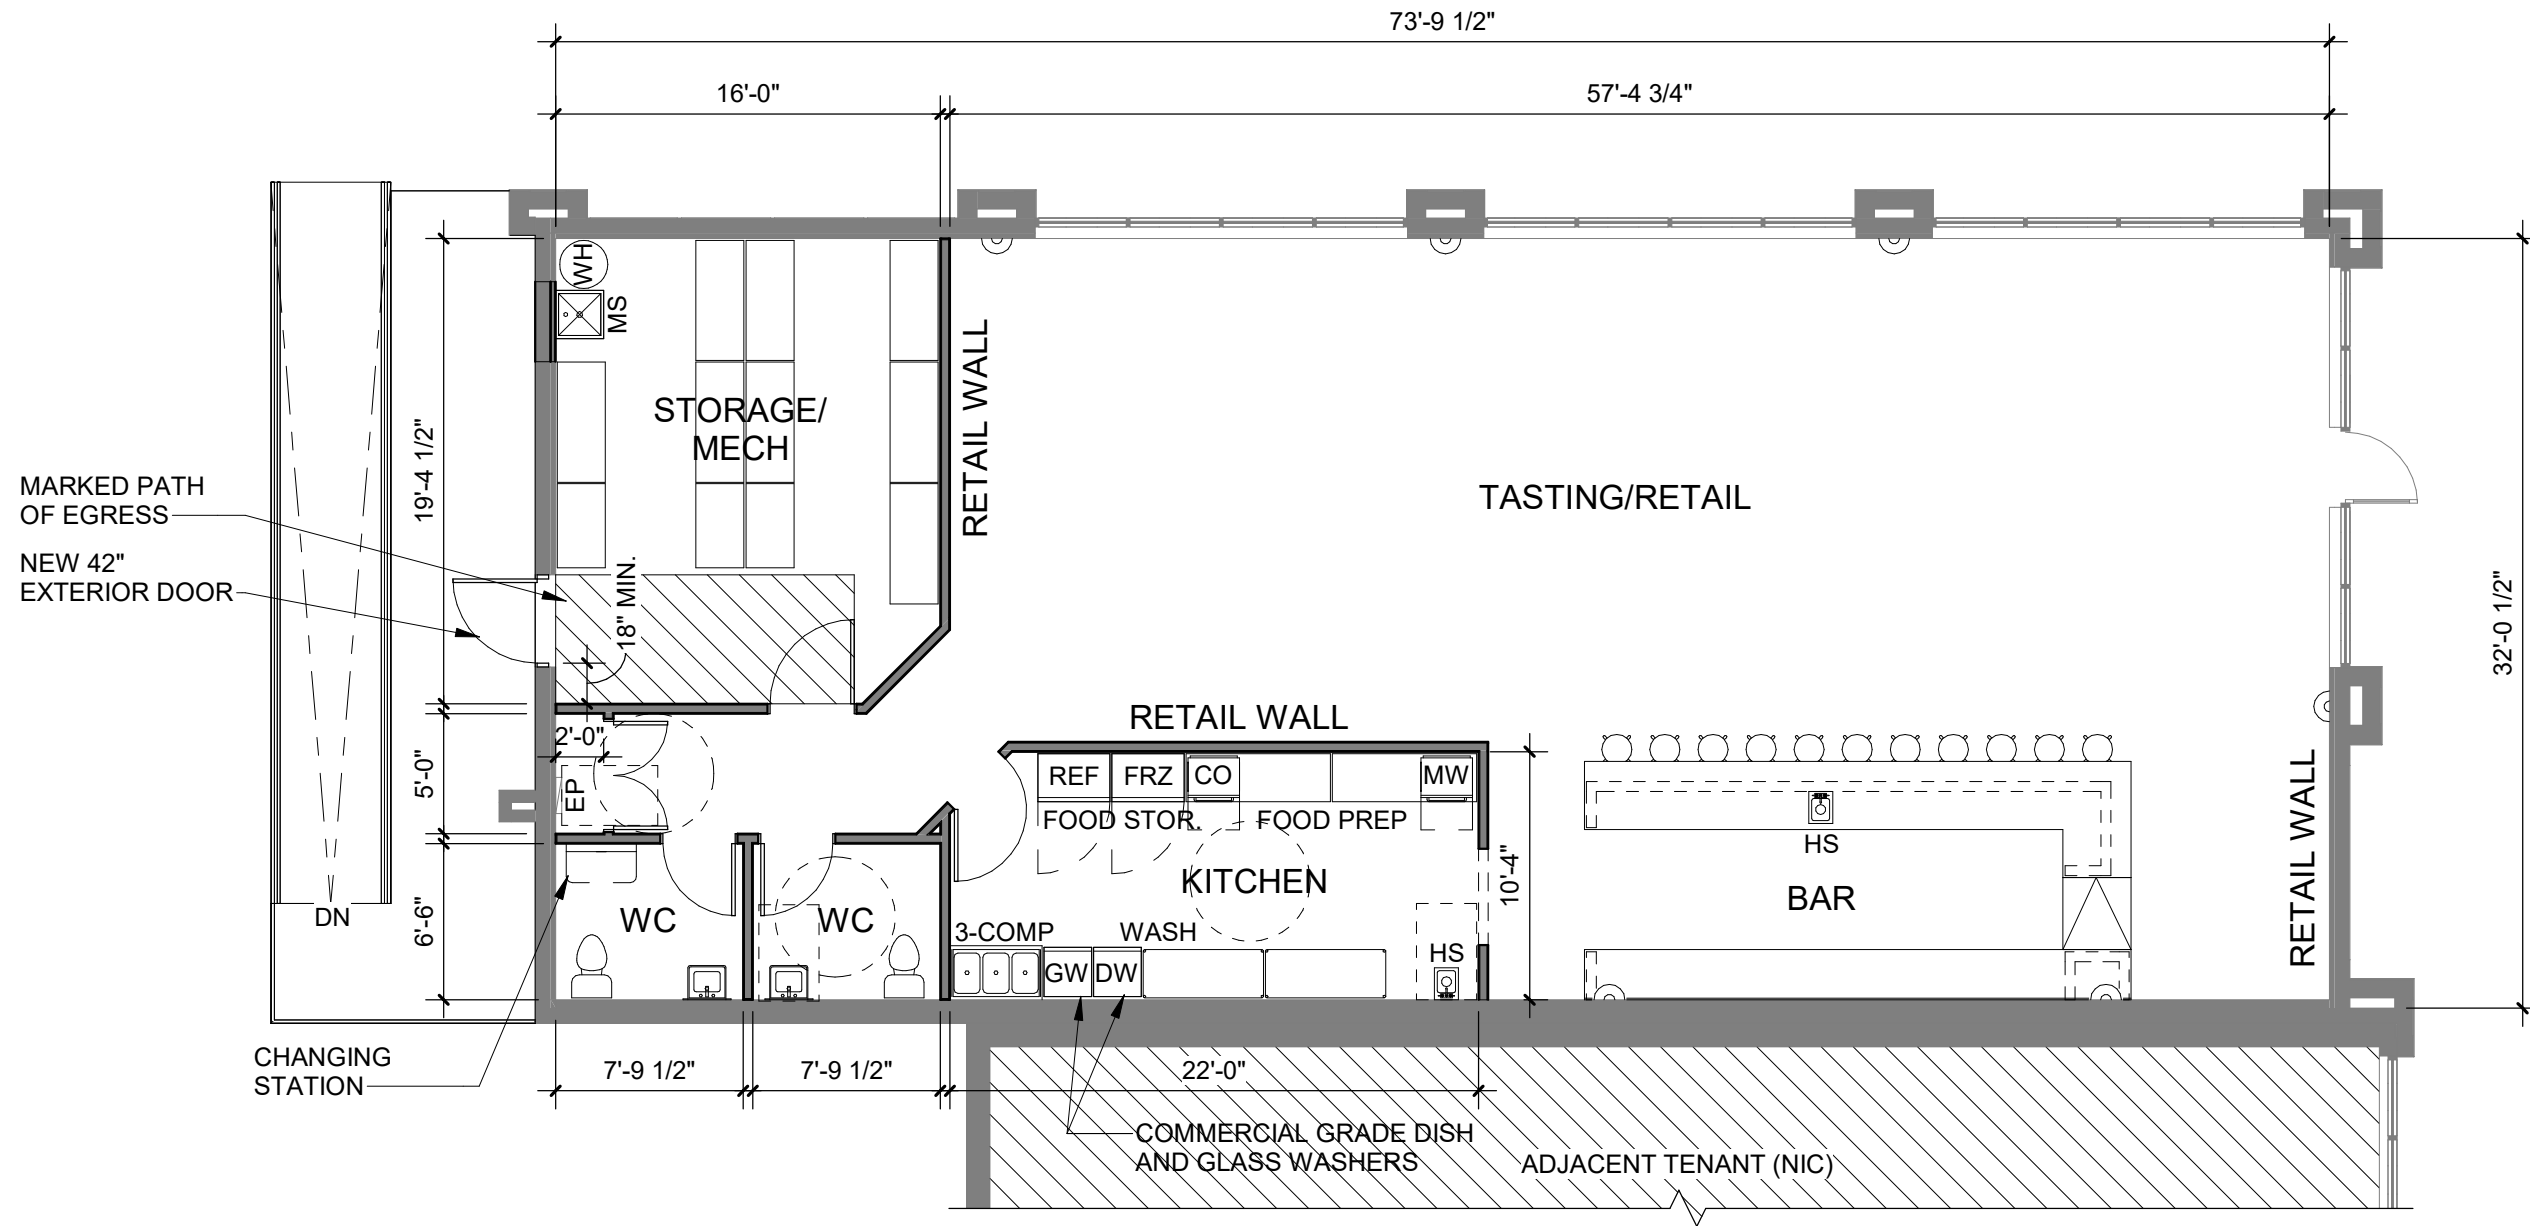 73'-9 1/2"
16'-0"
57'-4 3/4"
WH
MS
STORAGE/
MECH
RETAIL WALL
TASTING/RETAIL
19'-4 1/2"
MARKED PATH
OF EGRESS
NEW 42"
EXTERIOR DOOR
18" MIN.
32'-0 1/2"
RETAIL WALL
2'-0"
5'-0"
EP
REF
FRZ
CO
MW
FOOD STOR.
FOOD PREP
HS
RETAIL WALL
10'-4"
KITCHEN
BAR
DN
6'-6"
WC
WC
3-COMP
WASH
GW
DW
HS
CHANGING
STATION
7'-9 1/2"
7'-9 1/2"
22'-0"
COMMERCIAL GRADE DISH
AND GLASS WASHERS
ADJACENT TENANT (NIC)